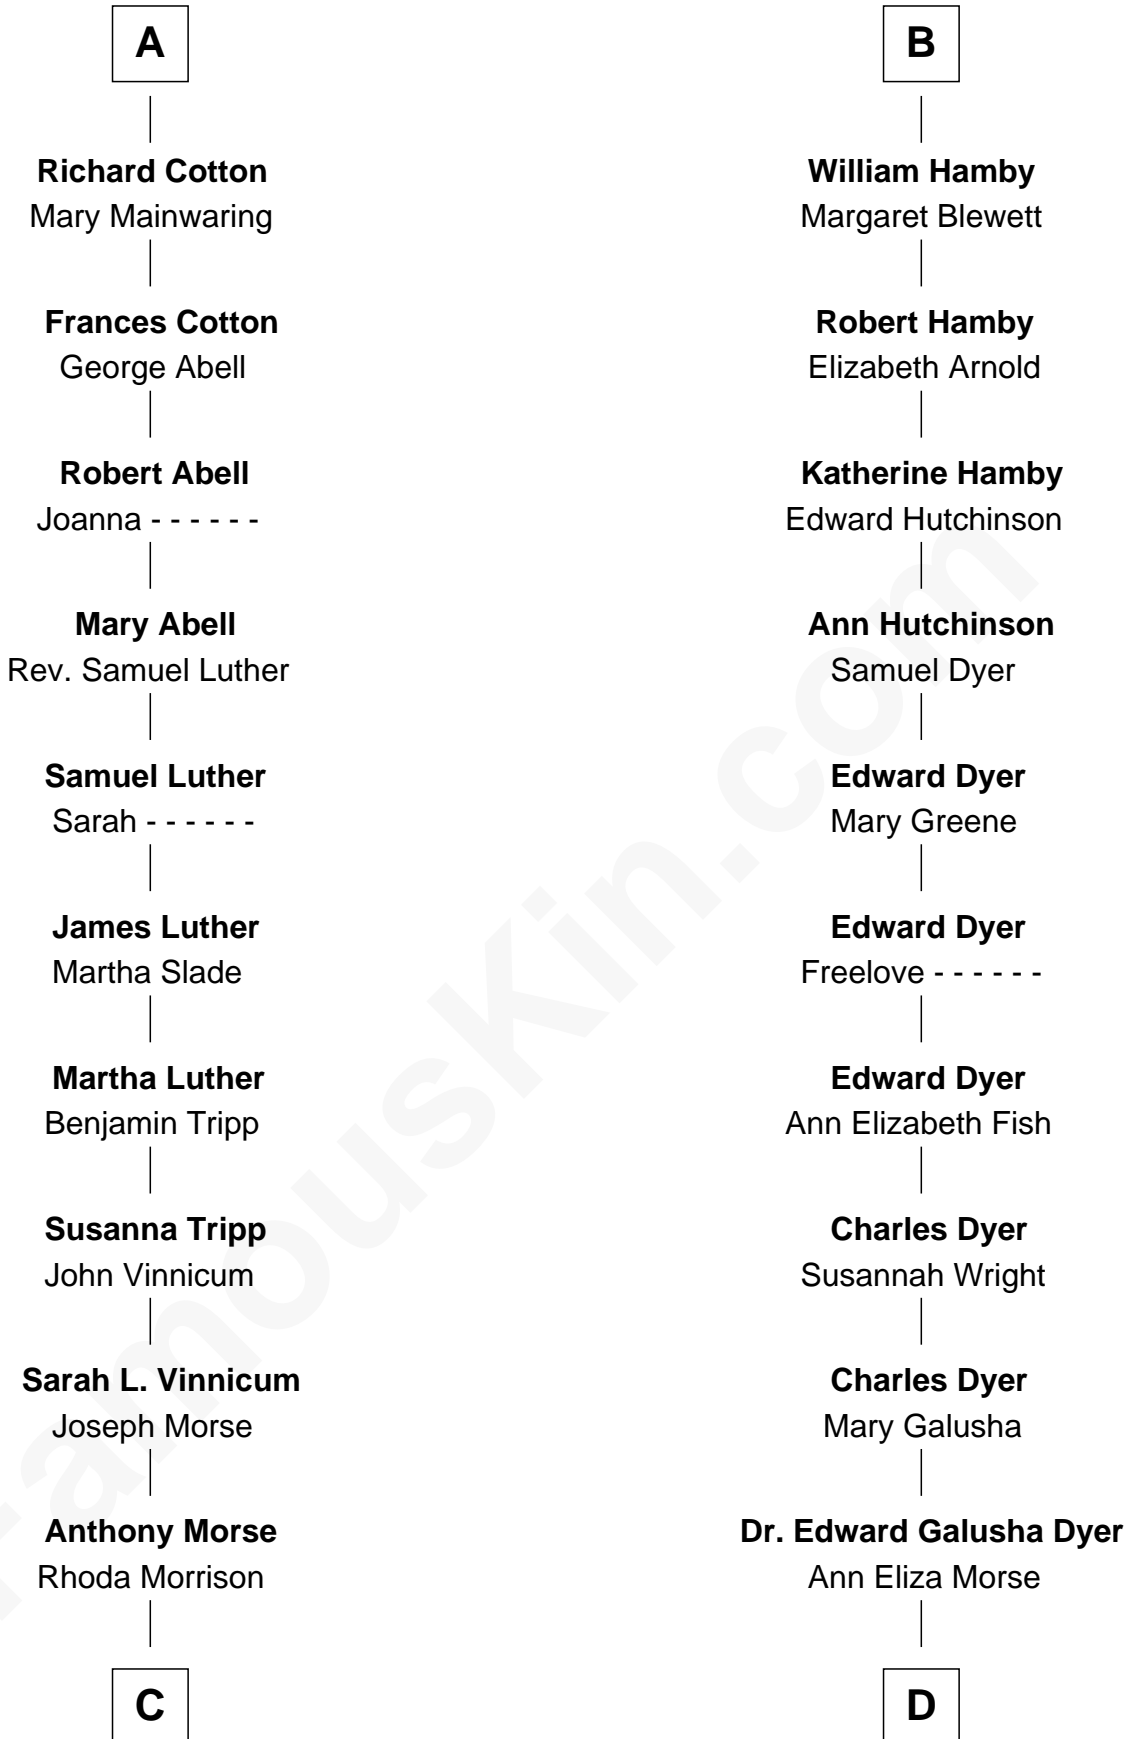 A
Richard Cotton
Mary Mainwaring
Frances Cotton
George Abell
Robert Abell
Joanna - - - - - -
Mary Abell
Rev. Samuel Luther
Samuel Luther
Sarah - - - - - -
James Luther
Martha Slade
Martha Luther
Benjamin Tripp
Susanna Tripp
John Vinnicum
Sarah L. Vinnicum
Joseph Morse
Anthony Morse
Rhoda Morrison
C
B
William Hamby
Margaret Blewett
Robert Hamby
Elizabeth Arnold
Katherine Hamby
Edward Hutchinson
Ann Hutchinson
Samuel Dyer
Edward Dyer
Mary Greene
Edward Dyer
Freelove - - - - - -
Edward Dyer
Ann Elizabeth Fish
Charles Dyer
Susannah Wright
Charles Dyer
Mary Galusha
Dr. Edward Galusha Dyer
Ann Eliza Morse
D
FamousKin.com